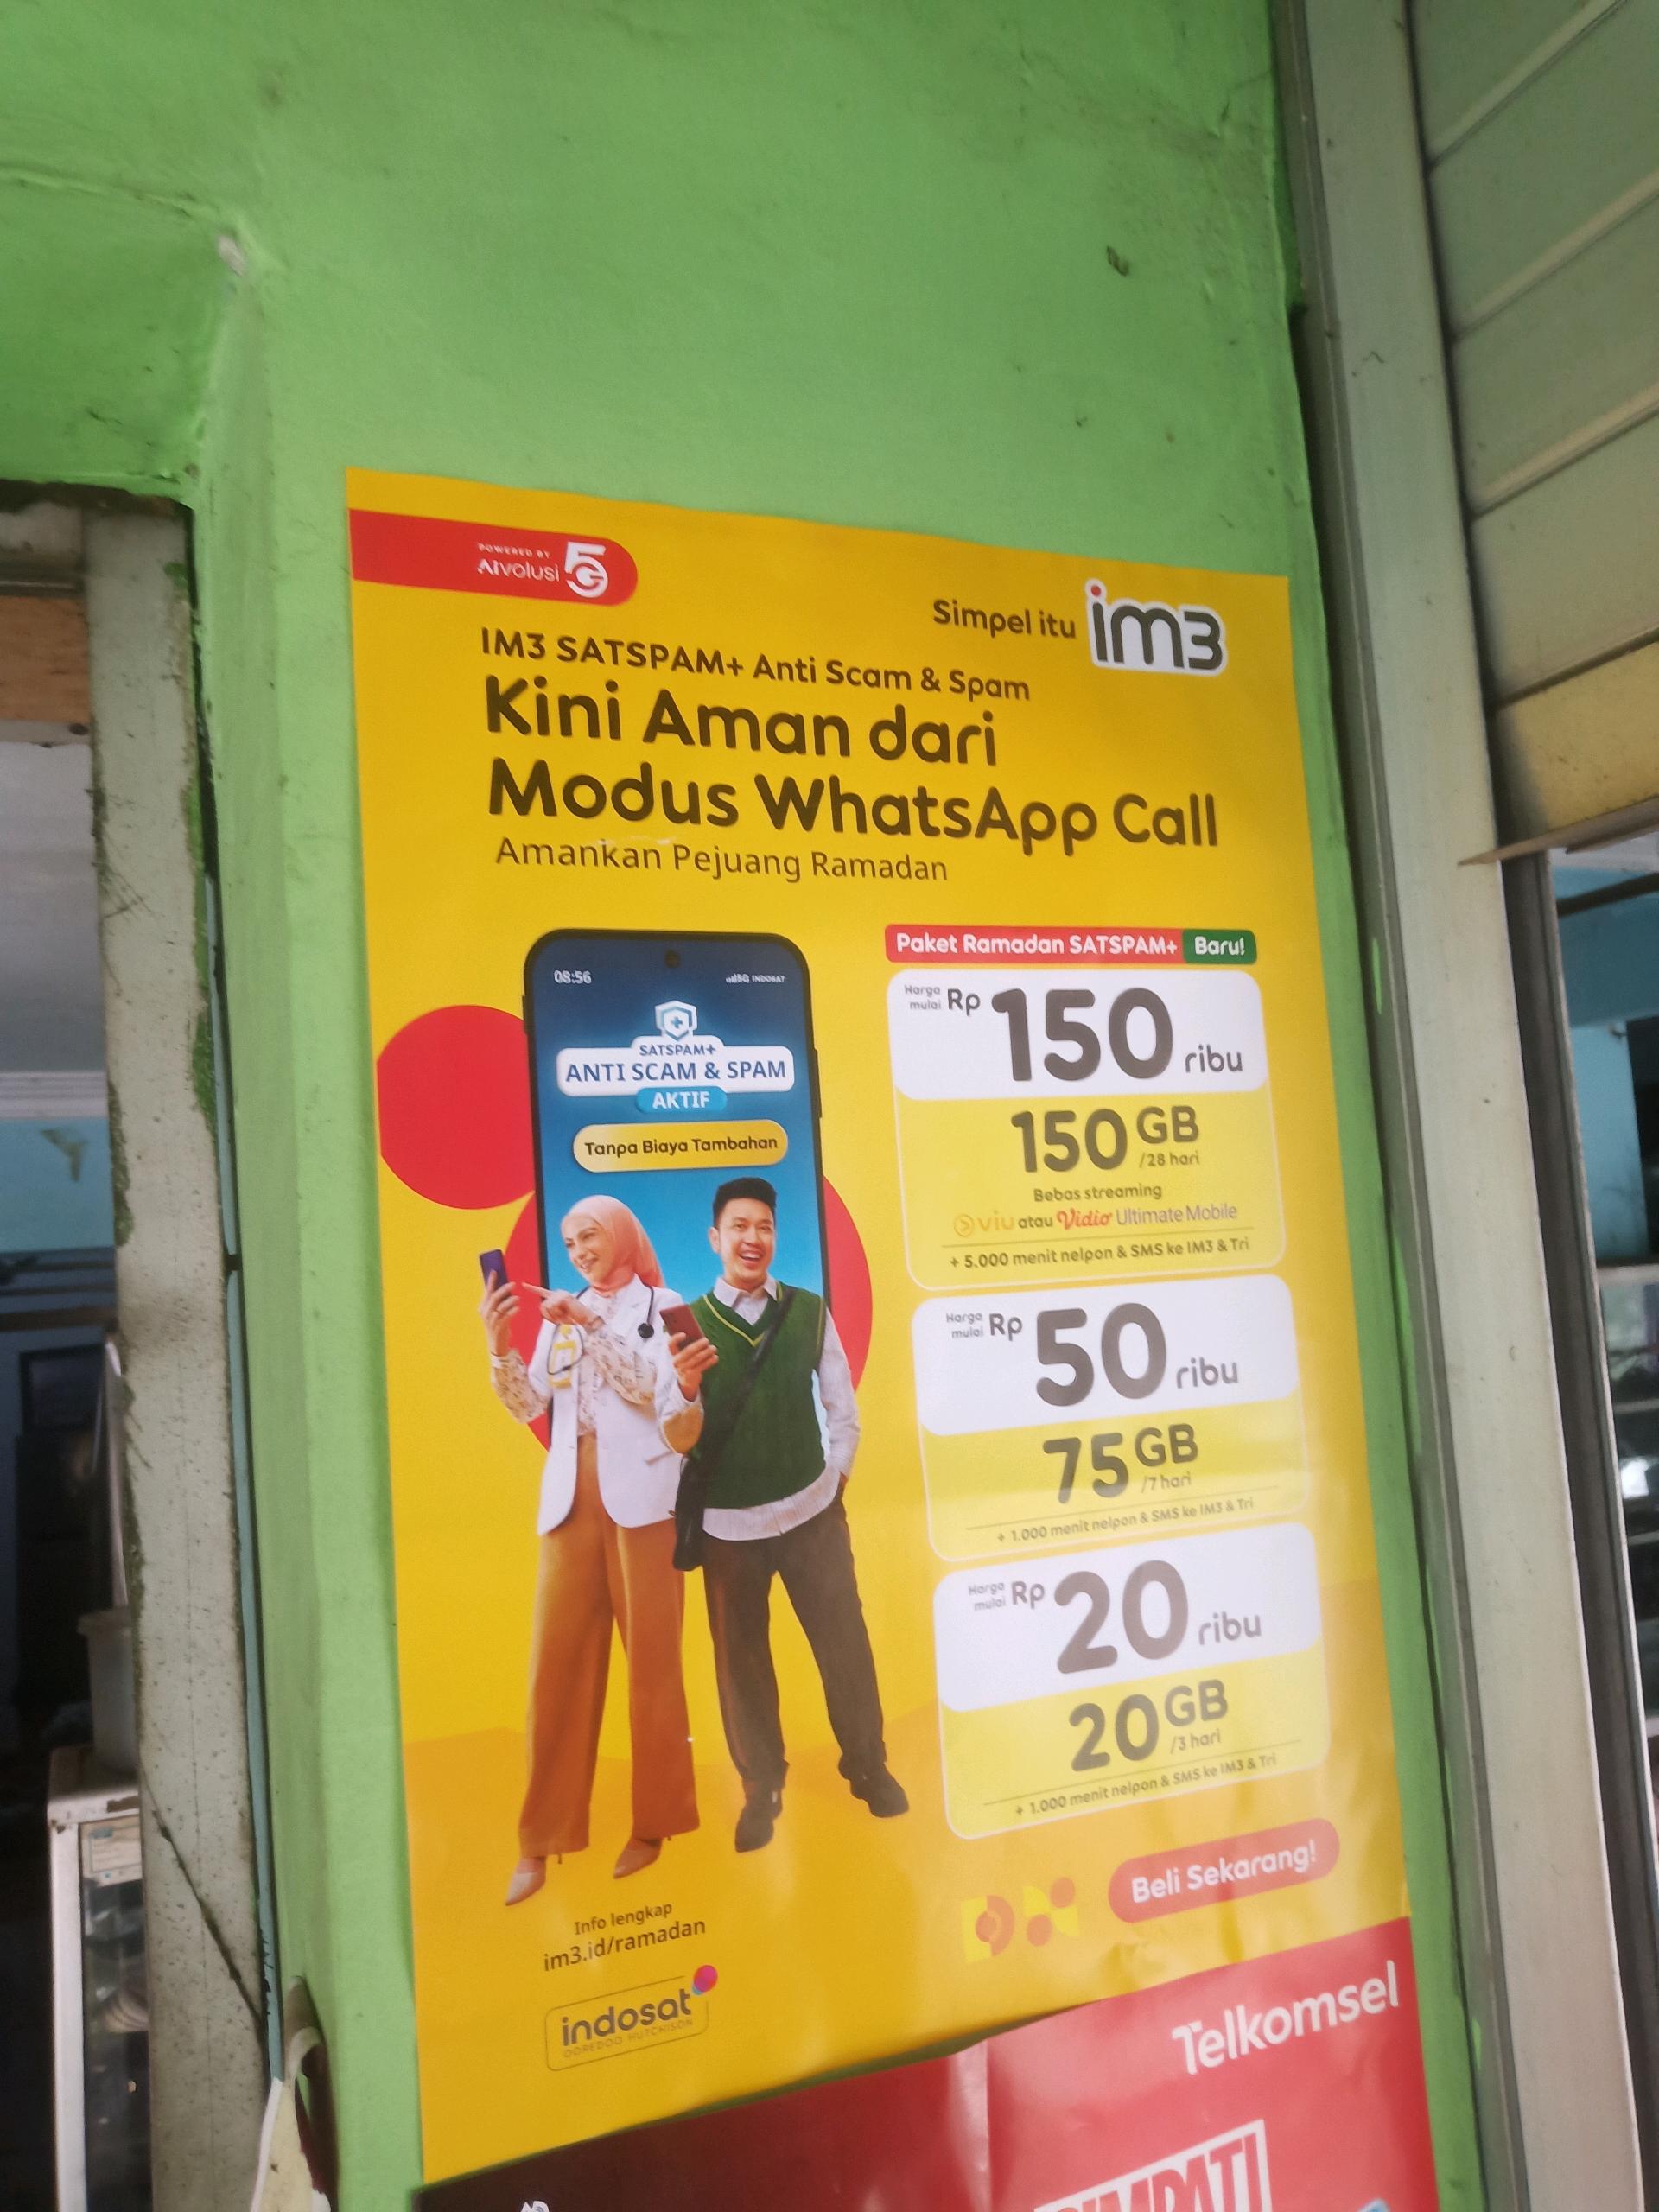 POWERED BY
AIvolusi 5G
Simpel itu im3
IM3 SATSPAM+ Anti Scam & Spam
Kini Aman dari
Modus WhatsApp Call
Amankan Pejuang Ramadan
08:56
5G INDOSAT
SATSPAM+
ANTI SCAM & SPAM
AKTIF
Tanpa Biaya Tambahan
Paket Ramadan SATSPAM+ Baru!
Harga mulai Rp 150 ribu
150 GB
/28 hari
Bebas streaming
viu atau Vidio Ultimate Mobile
+ 5.000 menit nelpon & SMS ke IM3 & Tri
Harga mulai Rp 50 ribu
75 GB
/7 hari
+ 1.000 menit nelpon & SMS ke IM3 & Tri
Harga mulai Rp 20 ribu
20 GB
/3 hari
+ 1.000 menit nelpon & SMS ke IM3 & Tri
Beli Sekarang!
Info lengkap
im3.id/ramadan
indosat
OOREDOO HUTCHISON
Telkomsel